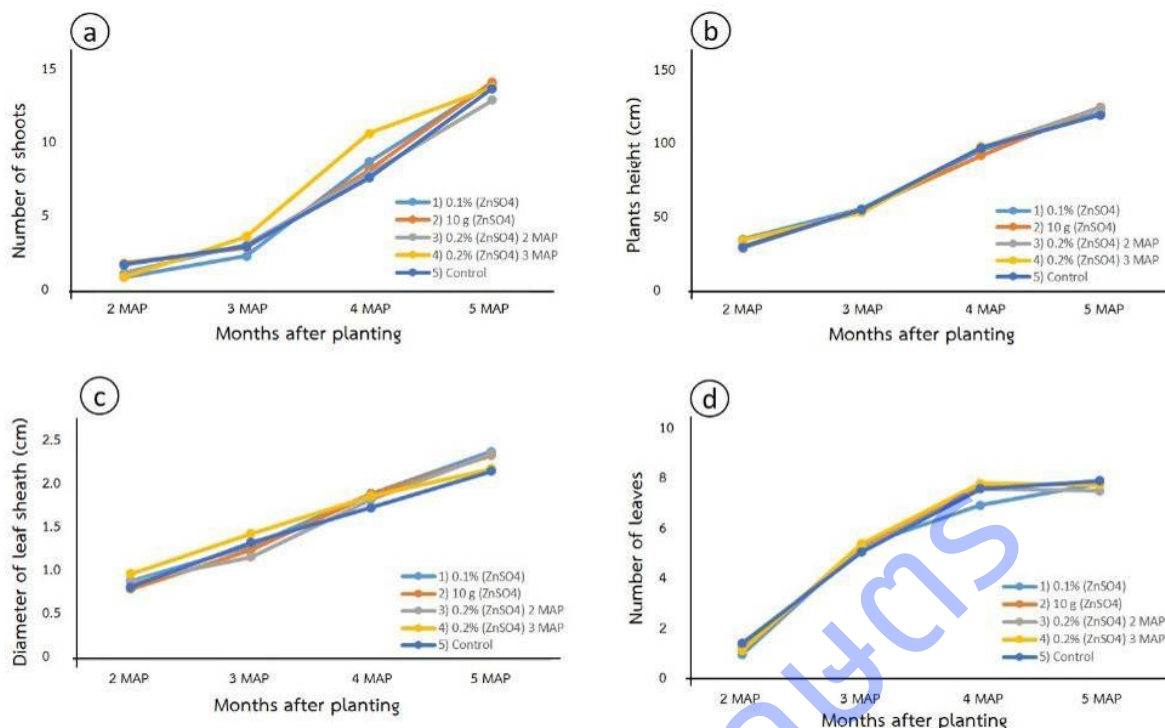 a
Number of shoots
15
10
5
0
1) 0.1% (ZnSO4)
2) 10 g (ZnSO4)
3) 0.2% (ZnSO4) 2 MAP
4) 0.2% (ZnSO4) 3 MAP
5) Control
2 MAP 3 MAP 4 MAP 5 MAP
Months after planting
b
Plants height (cm)
150
100
50
0
1) 0.1% (ZnSO4)
2) 10 g (ZnSO4)
3) 0.2% (ZnSO4) 2 MAP
4) 0.2% (ZnSO4) 3 MAP
5) Control
2 MAP 3 MAP 4 MAP 5 MAP
Months after planting
c
Diameter of leaf sheath (cm)
2.5
2.0
1.5
1.0
0.5
0
1) 0.1% (ZnSO4)
2) 10 g (ZnSO4)
3) 0.2% (ZnSO4) 2 MAP
4) 0.2% (ZnSO4) 3 MAP
5) Control
2 MAP 3 MAP 4 MAP 5 MAP
Months after planting
d
Number of leaves
10
8
6
4
2
0
1) 0.1% (ZnSO4)
2) 10 g (ZnSO4)
3) 0.2% (ZnSO4) 2 MAP
4) 0.2% (ZnSO4) 3 MAP
5) Control
2 MAP 3 MAP 4 MAP 5 MAP
Months after planting